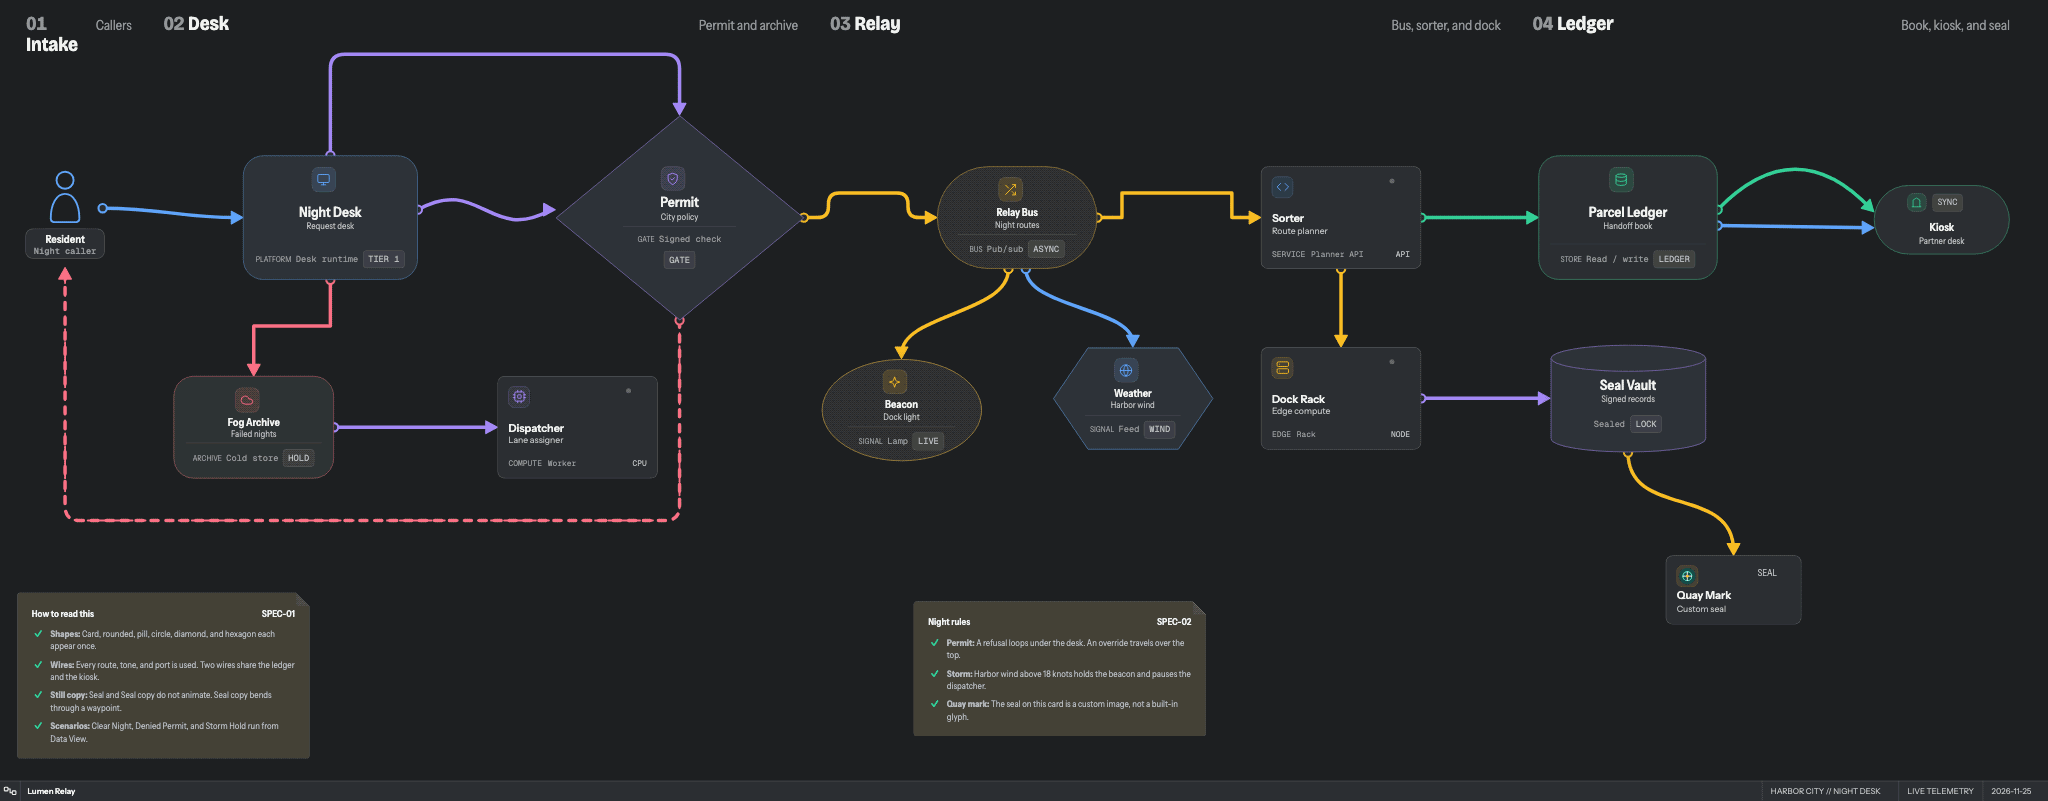 01
Intake
Callers
02 Desk
Permit and archive
03 Relay
Bus, sorter, and dock
04 Ledger
Book, kiosk, and seal
Resident
Night caller
Night Desk
Request desk
PLATFORM Desk runtime TIER 1
Permit
City policy
GATE Signed check
GATE
Relay Bus
Night routes
BUS Pub/sub ASYNC
Sorter
Route planner
SERVICE Planner API API
Parcel Ledger
Handoff book
STORE Read / write LEDGER
SYNC
Kiosk
Partner desk
Fog Archive
Failed nights
ARCHIVE Cold store HOLD
Dispatcher
Lane assigner
COMPUTE Worker CPU
Beacon
Dock light
SIGNAL Lamp LIVE
Weather
Harbor wind
SIGNAL Feed WIND
Dock Rack
Edge compute
EDGE Rack NODE
Seal Vault
Signed records
Sealed LOCK
SEAL
Quay Mark
Custom seal
How to read this SPEC-01
Shapes: Card, rounded, pill, circle, diamond, and hexagon each
appear once.
Wires: Every route, tone, and port is used. Two wires share the ledger
and the kiosk.
Still copy: Seal and Seal copy do not animate. Seal copy bends
through a waypoint.
Scenarios: Clear Night, Denied Permit, and Storm Hold run from
Data View.
Night rules SPEC-02
Permit: A refusal loops under the desk. An override travels over the
top.
Storm: Harbor wind above 18 knots holds the beacon and pauses the
dispatcher.
Quay mark: The seal on this card is a custom image, not a built-in
glyph.
Lumen Relay
HARBOR CITY // NIGHT DESK
LIVE TELEMETRY
2026-11-25